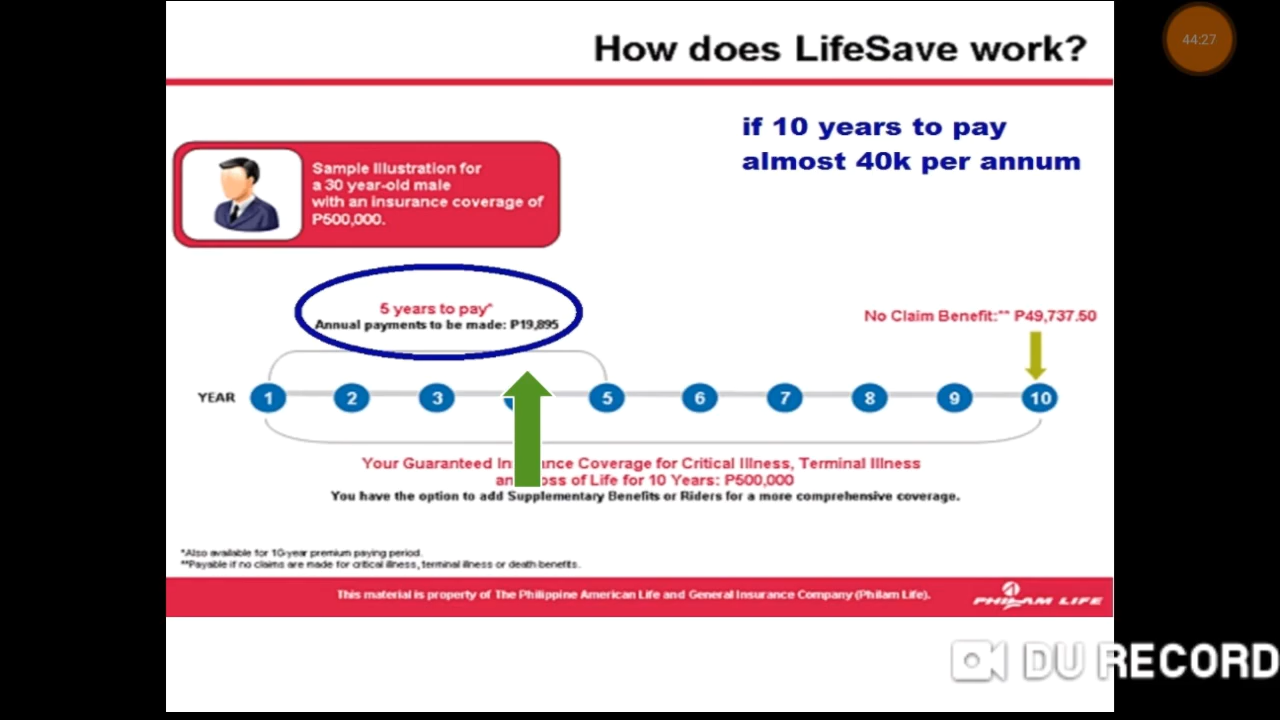 44:27
How does LifeSave work?
if 10 years to pay
almost 40k per annum
Sample Illustration for
a 30 year-old male
with an insurance coverage of
P500,000.
5 years to pay*
Annual payments to be made: P19,895
No Claim Benefit:** P49,737.50
YEAR 1 2 3 5 6 7 8 9 10
Your Guaranteed In nce Coverage for Critical Illness, Terminal Illness
an oss of Life for 10 Years: P500,000
You have the option to add Supplementary Benefits or Riders for a more comprehensive coverage.
*Also available for 10-year premium paying period.
**Payable if no claims are made for critical illness, terminal illness or death benefits.
This material is property of The Philippine American Life and General Insurance Company (Philam Life).
PHILAM LIFE
DU RECORD